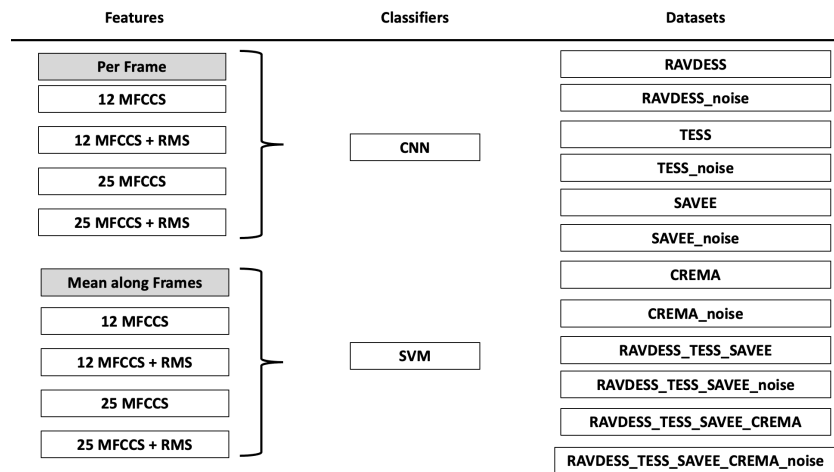 Features
Classifiers
Datasets
Per Frame
12 MFCCS
12 MFCCS + RMS
25 MFCCS
25 MFCCS + RMS
Mean along Frames
12 MFCCS
12 MFCCS + RMS
25 MFCCS
25 MFCCS + RMS
CNN
SVM
RAVDESS
RAVDESS_noise
TESS
TESS_noise
SAVEE
SAVEE_noise
CREMA
CREMA_noise
RAVDESS_TESS_SAVEE
RAVDESS_TESS_SAVEE_noise
RAVDESS_TESS_SAVEE_CREMA
RAVDESS_TESS_SAVEE_CREMA_noise